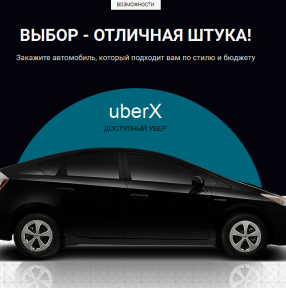 ВОЗМОЖНОСТИ
ВЫБОР - ОТЛИЧНАЯ ШТУКА!
Закажите автомобиль, который подходит вам по стилю и бюджету
uberX
ДОСТУПНЫЙ УБЕР